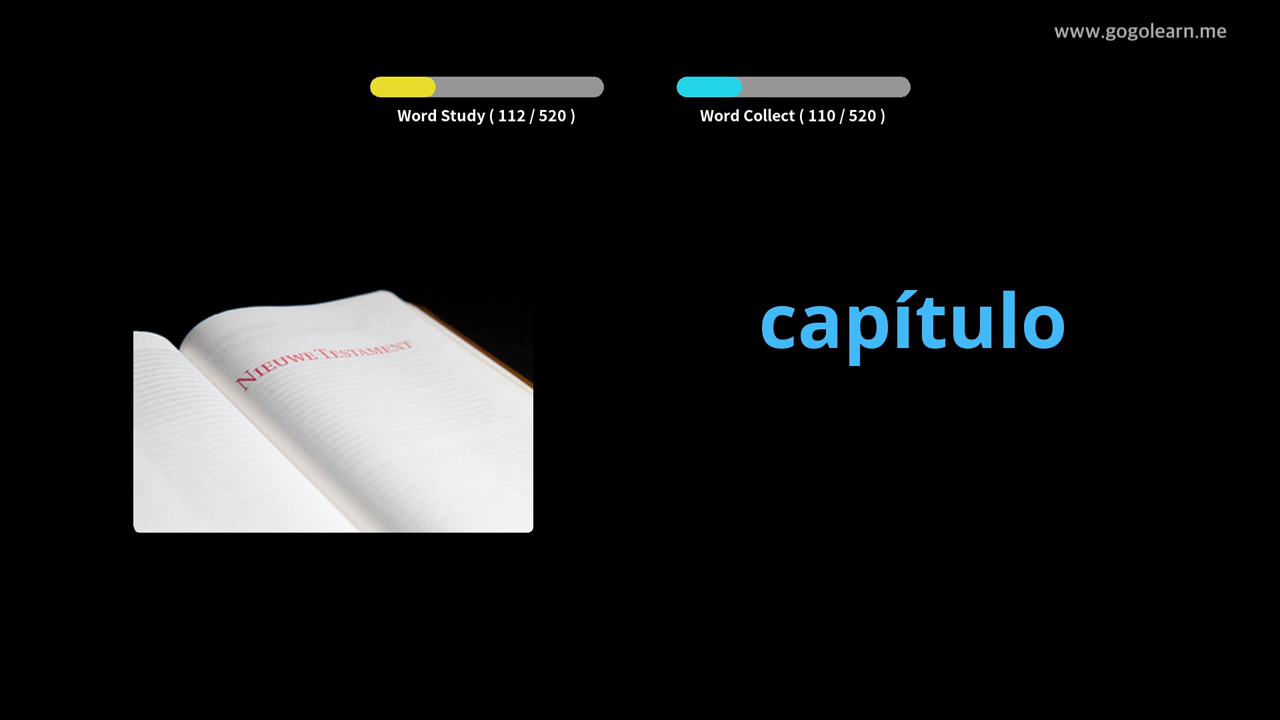 www.gogolearn.me
Word Study ( 112 / 520 )
Word Collect ( 110 / 520 )
capítulo
NIEUWE TESTAMENT